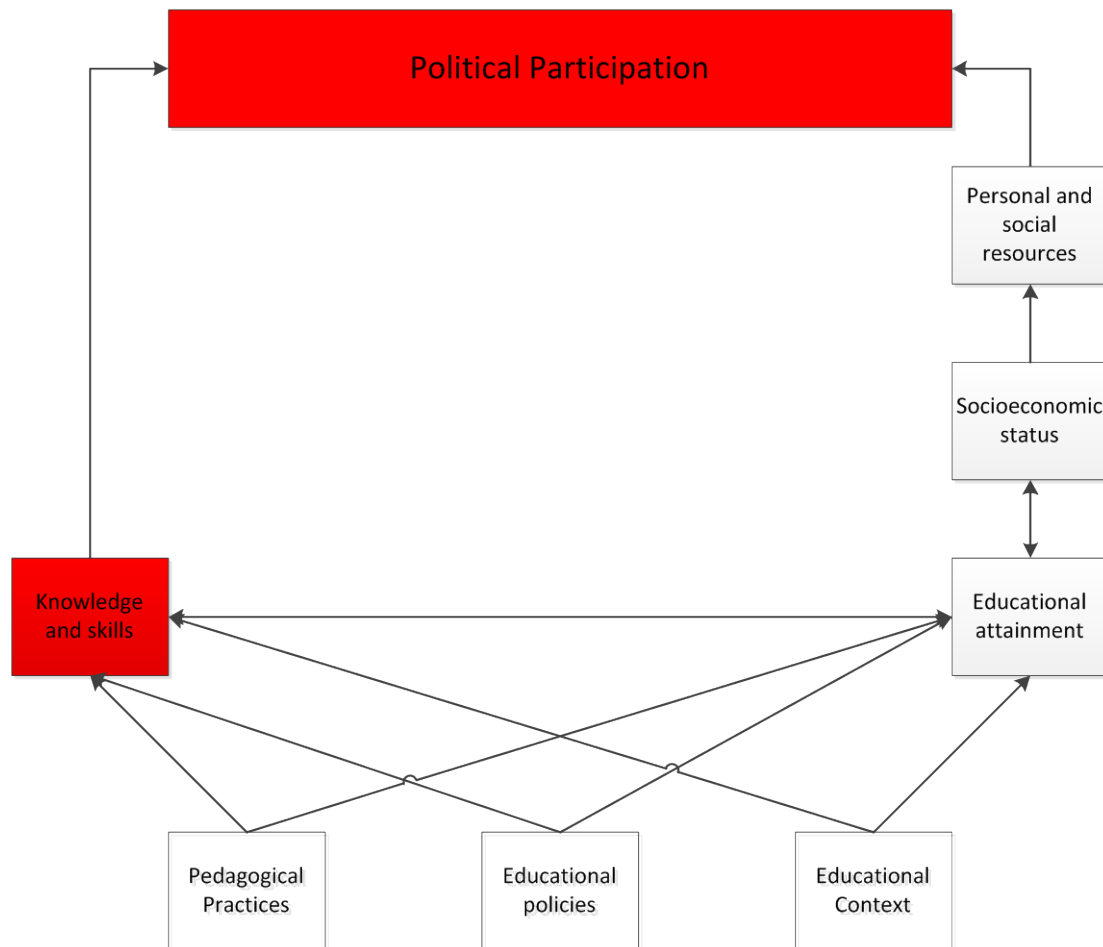 Political Participation
Personal and
social
resources
Socioeconomic
status
Knowledge
and skills
Educational
attainment
Pedagogical
Practices
Educational
policies
Educational
Context